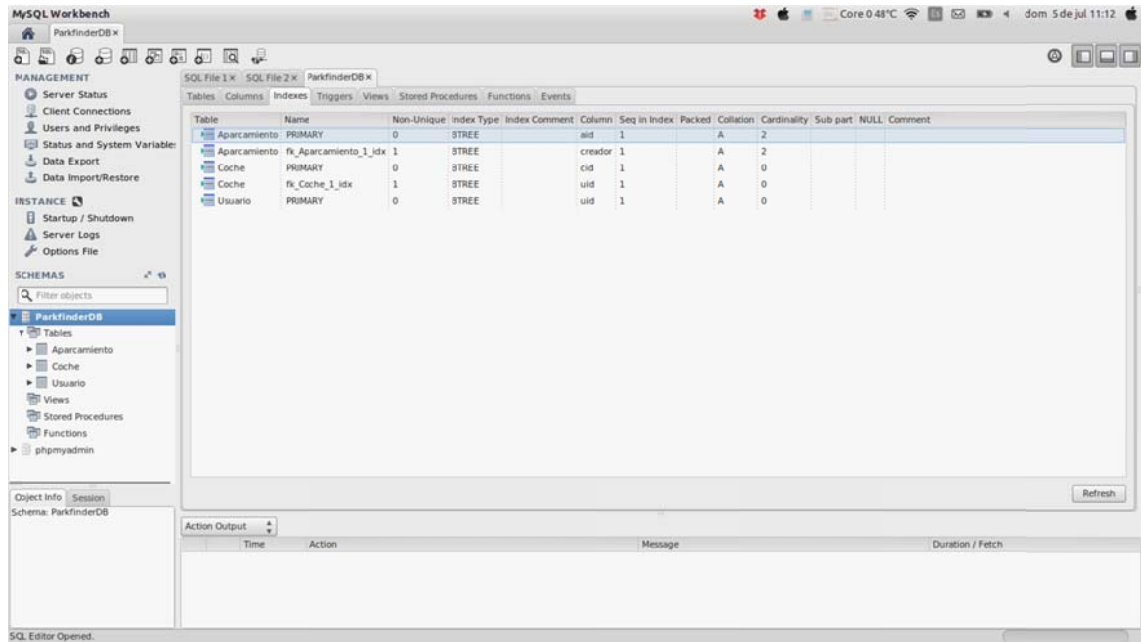 MySQL Workbench
Core 0 48°C dom 5 de jul 11:12
ParkfinderDB ×
MANAGEMENT
Server Status
Client Connections
Users and Privileges
Status and System Variable:
Data Export
Data Import/Restore
INSTANCE
Startup / Shutdown
Server Logs
Options File
SCHEMAS
Filter objects
ParkfinderDB
Tables
Aparcamiento
Coche
Usuario
Views
Stored Procedures
Functions
phpmyadmin
Object Info Session
Schema: ParkfinderDB
SQL File 1 × SQL File 2 × ParkfinderDB ×
Tables Columns Indexes Triggers Views Stored Procedures Functions Events
Table Name Non-Unique Index Type Index Comment Column Seq in Index Packed Collation Cardinality Sub part NULL Comment
Aparcamiento PRIMARY 0 BTREE aid 1 A 2
Aparcamiento fk_Aparcamiento_1_idx 1 BTREE creador 1 A 2
Coche PRIMARY 0 BTREE cid 1 A 0
Coche fk_Coche_1_idx 1 BTREE uid 1 A 0
Usuario PRIMARY 0 BTREE uid 1 A 0
Refresh
Action Output
Time Action Message Duration / Fetch
SQL Editor Opened.